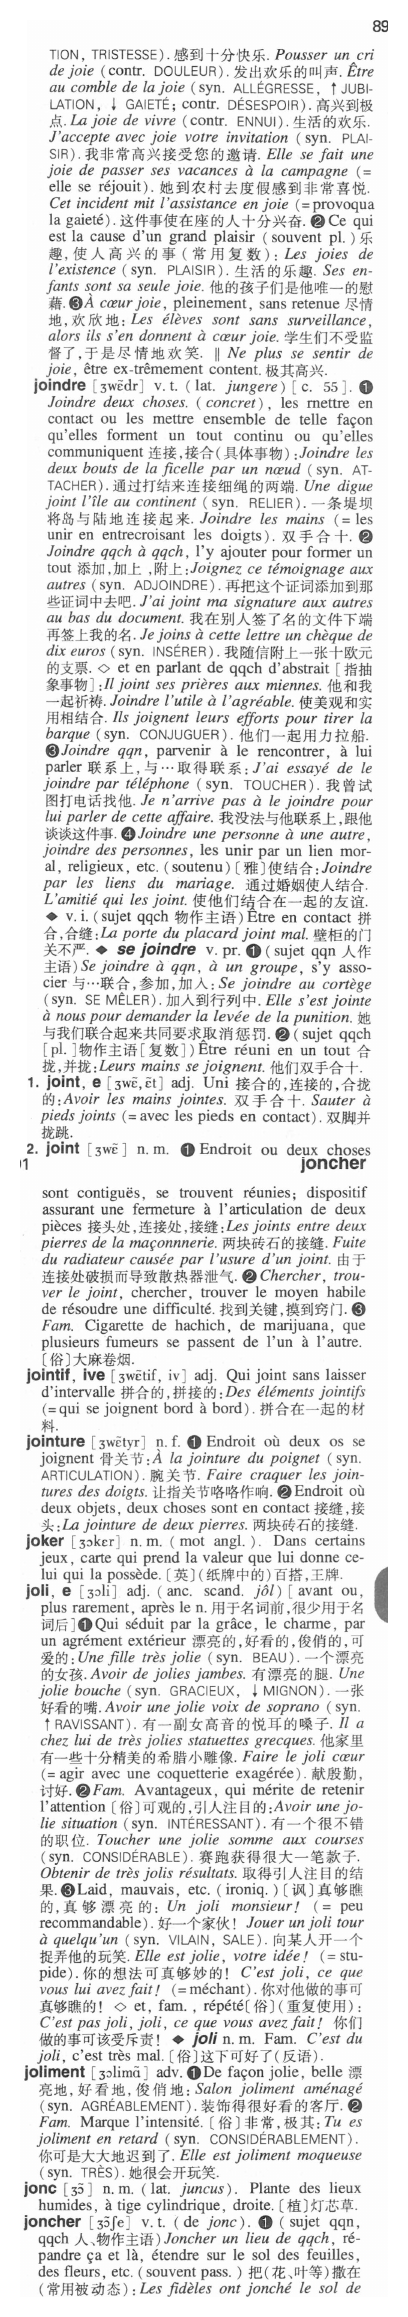 89
TION, TRISTESSE). 感到十分快乐. Pousser un cri
de joie (contr. DOULEUR). 发出欢乐的叫声. Être
au comble de la joie (syn. ALLÉGRESSE, ↑ JUBI-
LATION, ↓ GAIETÉ; contr. DÉSESPOIR). 高兴到极
点. La joie de vivre (contr. ENNUI). 生活的欢乐.
J'accepte avec joie votre invitation (syn. PLAI-
SIR). 我非常高兴接受您的邀请. Elle se fait une
joie de passer ses vacances à la campagne (=
elle se réjouit). 她到农村去度假感到非常喜悦.
Cet incident mit l'assistance en joie (=provoqua
la gaieté). 这件事使在座的人十分兴奋. ❷ Ce qui
est la cause d'un grand plaisir (souvent pl.) 乐
趣, 使人高兴的事 (常用复数): Les joies de
l'existence (syn. PLAISIR). 生活的乐趣. Ses en-
fants sont sa seule joie. 他的孩子们是他唯一的慰
藉. ❸À cœur joie, pleinement, sans retenue 尽情
地, 欢欣地: Les élèves sont sans surveillance,
alors ils s'en donnent à cœur joie. 学生们不受监
督了, 于是尽情地欢笑. ‖ Ne plus se sentir de
joie, être ex-trêmement content. 极其高兴.
joindre [ʒwɛ̃dr] v. t. (lat. jungere) [c. 55]. ❶
Joindre deux choses. (concret), les mettre en
contact ou les mettre ensemble de telle façon
qu'elles forment un tout continu ou qu'elles
communiquent 连接, 接合(具体事物): Joindre les
deux bouts de la ficelle par un nœud (syn. AT-
TACHER). 通过打结来连接细绳的两端. Une digue
joint l'île au continent (syn. RELIER). 一条堤坝
将岛与陆地连接起来. Joindre les mains (= les
unir en entrecroisant les doigts). 双手合十. ❷
Joindre qqch à qqch, l'y ajouter pour former un
tout 添加, 加上, 附上: Joignez ce témoignage aux
autres (syn. ADJOINDRE). 再把这个证词添加到那
些证词中去吧. J'ai joint ma signature aux autres
au bas du document. 我在别人签了名的文件下端
再签上我的名. Je joins à cette lettre un chèque de
dix euros (syn. INSÉRER). 我随信附上一张十欧元
的支票. ◇ et en parlant de qqch d'abstrait [指抽
象事物]: Il joint ses prières aux miennes. 他和我
一起祈祷. Joindre l'utile à l'agréable. 使美观和实
用相结合. Ils joignent leurs efforts pour tirer la
barque (syn. CONJUGUER). 他们一起用力拉船.
❸Joindre qqn, parvenir à le rencontrer, à lui
parler 联系上, 与…取得联系: J'ai essayé de le
joindre par téléphone (syn. TOUCHER). 我曾试
图打电话找他. Je n'arrive pas à le joindre pour
lui parler de cette affaire. 我没法与他联系上, 跟他
谈谈这件事. ❹Joindre une personne à une autre,
joindre des personnes, les unir par un lien mor-
al, religieux, etc. (soutenu) [雅]使结合: Joindre
par les liens du mariage. 通过婚姻使人结合.
L'amitié qui les joint. 使他们结合在一起的友谊.
◆ v. i. (sujet qqch 物作主语) Être en contact 拼
合, 合缝: La porte du placard joint mal. 壁柜的门
关不严. ◆ se joindre v. pr. ❶ (sujet qqn 人作
主语) Se joindre à qqn, à un groupe, s'y asso-
cier 与…联合, 参加, 加入: Se joindre au cortège
(syn. SE MÊLER). 加入到行列中. Elle s'est jointe
à nous pour demander la levée de la punition. 她
与我们联合起来共同要求取消惩罚. ❷ (sujet qqch
[pl.]物作主语[复数]) Être réuni en un tout 合
拢, 并拢: Leurs mains se joignent. 他们双手合十.
1. joint, e [ʒwɛ̃, ɛ̃t] adj. Uni 接合的, 连接的, 合拢
的: Avoir les mains jointes. 双手合十. Sauter à
pieds joints (=avec les pieds en contact). 双脚并
拢跳.
2. joint [ʒwɛ̃] n. m. ❶ Endroit ou deux choses
91 joncher
sont contiguës, se trouvent réunies; dispositif
assurant une fermeture à l'articulation de deux
pièces 接头处, 连接处, 接缝: Les joints entre deux
pierres de la maçonnnerie. 两块砖石的接缝. Fuite
du radiateur causée par l'usure d'un joint. 由于
连接处破损而导致散热器泄气. ❷ Chercher, trou-
ver le joint, chercher, trouver le moyen habile
de résoudre une difficulté. 找到关键, 摸到窍门. ❸
Fam. Cigarette de hachich, de marijuana, que
plusieurs fumeurs se passent de l'un à l'autre.
[俗]大麻卷烟.
jointif, ive [ʒwɛ̃tif, iv] adj. Qui joint sans laisser
d'intervalle 拼合的, 拼接的: Des éléments jointifs
(=qui se joignent bord à bord). 拼合在一起的材
料.
jointure [ʒwɛ̃tyr] n. f. ❶ Endroit où deux os se
joignent 骨关节: À la jointure du poignet (syn.
ARTICULATION). 腕关节. Faire craquer les join-
tures des doigts. 让指关节咯咯作响. ❷Endroit où
deux objets, deux choses sont en contact 接缝, 接
头: La jointure de deux pierres. 两块砖石的接缝.
joker [ʒɔkɛr] n. m. (mot angl.). Dans certains
jeux, carte qui prend la valeur que lui donne ce-
lui qui la possède. [英](纸牌中的)百搭, 王牌.
joli, e [ʒɔli] adj. (anc. scand. jôl) [avant ou,
plus rarement, après le n. 用于名词前, 很少用于名
词后]❶Qui séduit par la grâce, le charme, par
un agrément extérieur 漂亮的, 好看的, 俊俏的, 可
爱的: Une fille très jolie (syn. BEAU). 一个漂亮
的女孩. Avoir de jolies jambes. 有漂亮的腿. Une
jolie bouche (syn. GRACIEUX, ↓ MIGNON). 一张
好看的嘴. Avoir une jolie voix de soprano (syn.
↑ RAVISSANT). 有一副女高音的悦耳的嗓子. Il a
chez lui de très jolies statuettes grecques. 他家里
有一些十分精美的希腊小雕像. Faire le joli cœur
(=agir avec une coquetterie exagérée). 献殷勤,
讨好. ❷Fam. Avantageux, qui mérite de retenir
l'attention [俗]可观的, 引人注目的: Avoir une jo-
lie situation (syn. INTÉRESSANT). 有一个很不错
的职位. Toucher une jolie somme aux courses
(syn. CONSIDÉRABLE). 赛跑获得很大一笔款子.
Obtenir de très jolis résultats. 取得引人注目的结
果. ❸Laid, mauvais, etc. (ironiq.) [讽]真够瞧
的, 真够漂亮的: Un joli monsieur! (= peu
recommandable). 好一个家伙! Jouer un joli tour
à quelqu'un (syn. VILAIN, SALE). 向某人开一个
捉弄他的玩笑. Elle est jolie, votre idée! (=stu-
pide). 你的想法可真够妙的! C'est joli, ce que
vous lui avez fait! (=méchant). 你对他做的事可
真够瞧的! ◇ et, fam., répété[俗](重复使用):
C'est pas joli, joli, ce que vous avez fait! 你们
做的事可该受斥责! ◆ joli n. m. Fam. C'est du
joli, c'est très mal. [俗]这下可好了(反语).
joliment [ʒɔlimɑ̃] adv. ❶De façon jolie, belle 漂
亮地, 好看地, 俊俏地: Salon joliment aménagé
(syn. AGRÉABLEMENT). 装饰得很好看的客厅. ❷
Fam. Marque l'intensité. [俗]非常, 极其: Tu es
joliment en retard (syn. CONSIDÉRABLEMENT).
你可是大大地迟到了. Elle est joliment moqueuse
(syn. TRÈS). 她很会开玩笑.
jonc [ʒɔ̃] n. m. (lat. juncus). Plante des lieux
humides, à tige cylindrique, droite. [植]灯芯草.
joncher [ʒɔ̃ʃe] v. t. (de jonc). ❶ (sujet qqn,
qqch 人、物作主语) Joncher un lieu de qqch, ré-
pandre ça et là, étendre sur le sol des feuilles,
des fleurs, etc. (souvent pass.) 把(花、叶等)撒在
(常用被动态): Les fidèles ont jonché le sol de